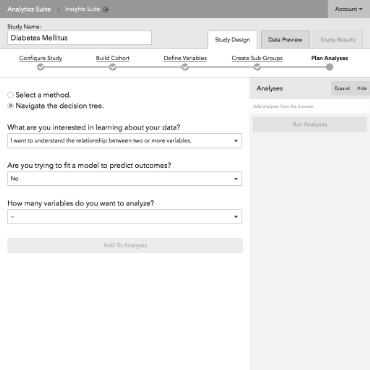 Analytics Suite | Insights Suite Account
Study Name:
Diabetes Mellitus
Study Design Data Preview Study Results
Configure Study Build Cohort Define Variables Create Sub-Groups Plan Analyses
Select a method.
Navigate the decision tree.
Analyses Expand Hide
Add analyses from the browser
Run Analyses
What are you interested in learning about your data?
I want to understand the relationship between two or more variables.
Are you trying to fit a model to predict outcomes?
No
How many variables do you want to analyze?
--
Add To Analyses